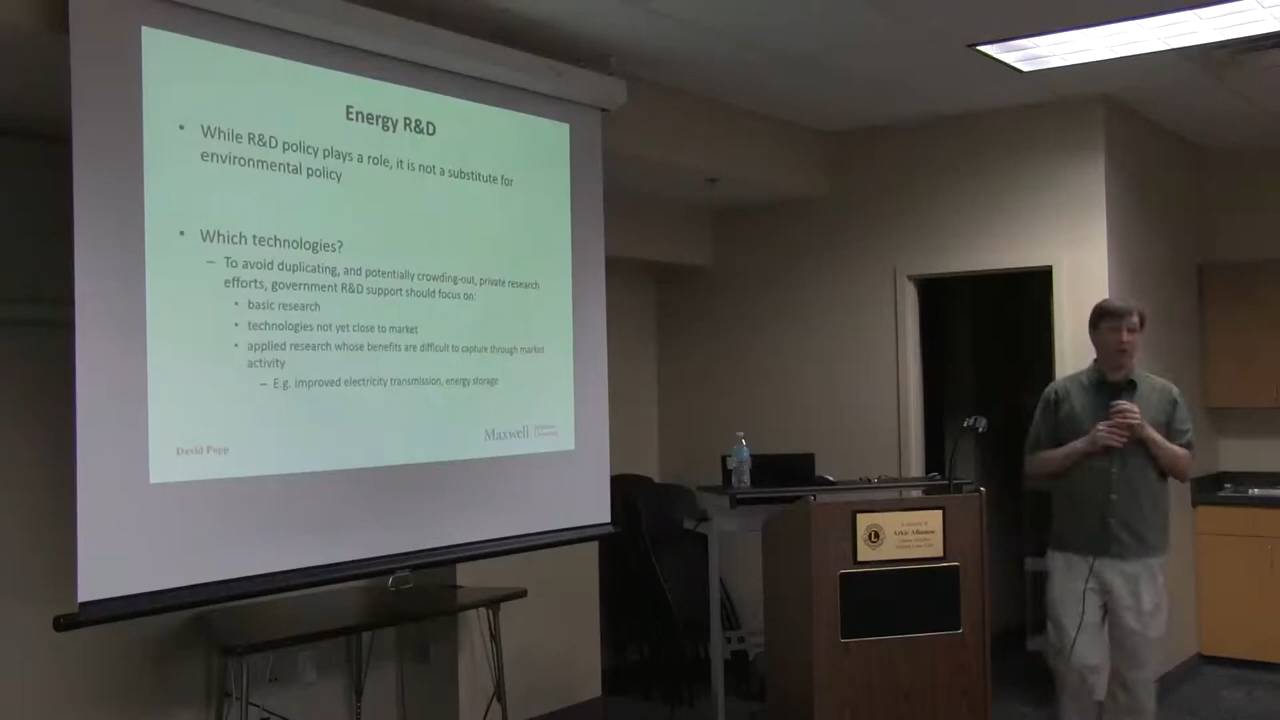 Energy R&D
• While R&D policy plays a role, it is not a substitute for
environmental policy
• Which technologies?
– To avoid duplicating, and potentially crowding-out, private research
efforts, government R&D support should focus on:
• basic research
• technologies not yet close to market
• applied research whose benefits are difficult to capture through market
activity
– E.g. improved electricity transmission, energy storage
David Popp
Maxwell
L